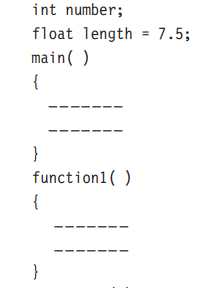 int number;
float length = 7.5;
main( )
{
-------
-------
}
function1( )
{
-------
-------
}